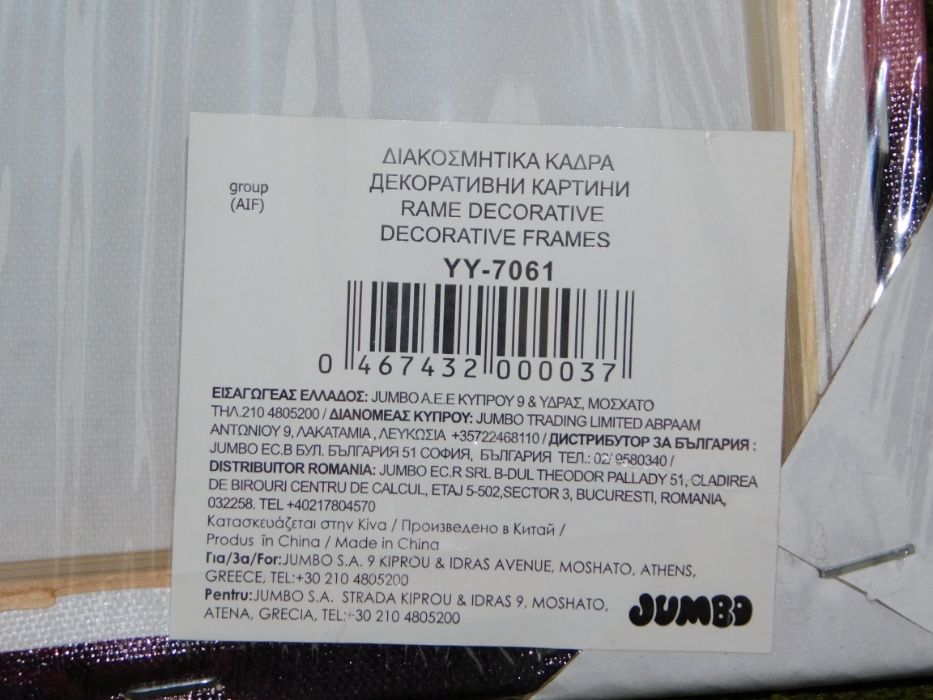 group
(AIF)
ΔΙΑΚΟΣΜΗΤΙΚΑ ΚΑΔΡΑ
ДЕКОРАТИВНИ КАРТИНИ
RAME DECORATIVE
DECORATIVE FRAMES
YY-7061
0 467432 000037
ΕΙΣΑΓΩΓΕΑΣ ΕΛΛΑΔΟΣ: JUMBO A.E.E ΚΥΠΡΟΥ 9 & ΥΔΡΑΣ, ΜΟΣΧΑΤΟ
ΤΗΛ.210 4805200 / ΔΙΑΝΟΜΕΑΣ ΚΥΠΡΟΥ: JUMBO TRADING LIMITED ΑΒΡΑΑΜ
ΑΝΤΩΝΙΟΥ 9, ΛΑΚΑΤΑΜΙΑ, ΛΕΥΚΩΣΙΑ +35722468110 / ДИСТРИБУТОР ЗА БЪЛГАРИЯ :
JUMBO EC.B БУЛ. БЪЛГАРИЯ 51 СОФИЯ, БЪЛГАРИЯ ТЕЛ.: 02/ 9580340 /
DISTRIBUITOR ROMANIA: JUMBO EC.R SRL B-DUL THEODOR PALLADY 51, CLADIREA
DE BIROURI CENTRU DE CALCUL, ETAJ 5-502,SECTOR 3, BUCURESTI, ROMANIA,
032258. TEL +40217804570
Κατασκευάζεται στην Κίνα / Произведено в Китай /
Produs în China / Made in China
Για/За/For:JUMBO S.A. 9 KIPROU & IDRAS AVENUE, MOSHATO, ATHENS,
GREECE, TEL:+30 210 4805200
Pentru:JUMBO S.A. STRADA KIPROU & IDRAS 9, MOSHATO,
ATENA, GRECIA, TEL:+30 210 4805200
JUMBO